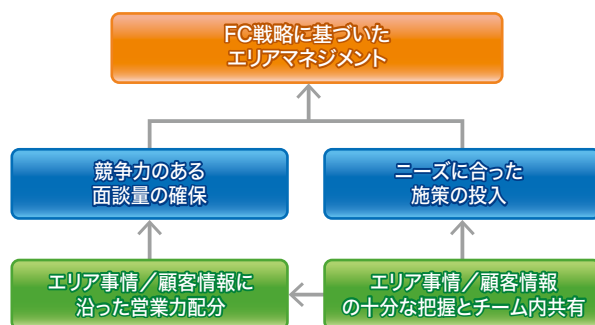 FC戦略に基づいた
エリアマネジメント
競争力のある
面談量の確保
ニーズに合った
施策の投入
エリア事情／顧客情報に
沿った営業力配分
エリア事情／顧客情報
の十分な把握とチーム内共有